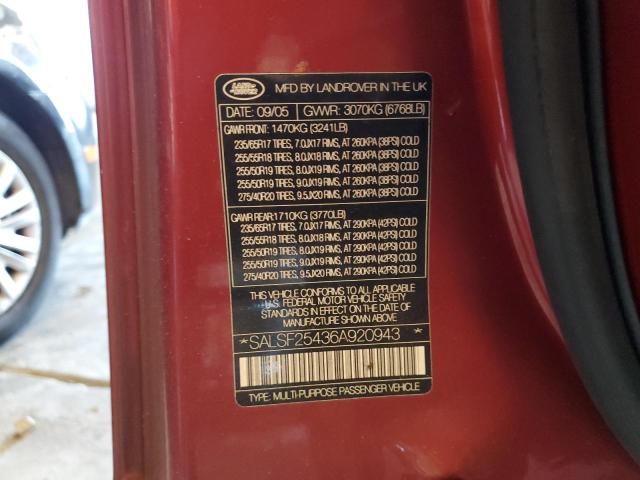 LAND ROVER MFD BY LANDROVER IN THE UK
DATE: 09/05 GVWR: 3070KG (6768LB)
GAWR FRONT: 1470KG (3241LB)
235/65R17 TIRES, 7.0JX17 RIMS, AT 260KPA (38PSI) COLD
255/55R18 TIRES, 8.0JX18 RIMS, AT 260KPA (38PSI) COLD
255/50R19 TIRES, 8.0JX19 RIMS, AT 260KPA (38PSI) COLD
255/50R19 TIRES, 9.0JX19 RIMS, AT 260KPA (38PSI) COLD
275/40R20 TIRES, 9.5JX20 RIMS, AT 260KPA (38PSI) COLD
GAWR REAR:1710KG (3770LB)
235/65R17 TIRES, 7.0JX17 RIMS, AT 290KPA (42PSI) COLD
255/55R18 TIRES, 8.0JX18 RIMS, AT 290KPA (42PSI) COLD
255/50R19 TIRES, 8.0JX19 RIMS, AT 290KPA (42PSI) COLD
255/50R19 TIRES, 9.0JX19 RIMS, AT 290KPA (42PSI) COLD
275/40R20 TIRES, 9.5JX20 RIMS, AT 290KPA (42PSI) COLD
THIS VEHICLE CONFORMS TO ALL APPLICABLE
U.S. FEDERAL MOTOR VEHICLE SAFETY
STANDARDS IN EFFECT ON THE DATE OF
MANUFACTURE SHOWN ABOVE
*SALSF25436A920943*
TYPE: MULTI-PURPOSE PASSENGER VEHICLE